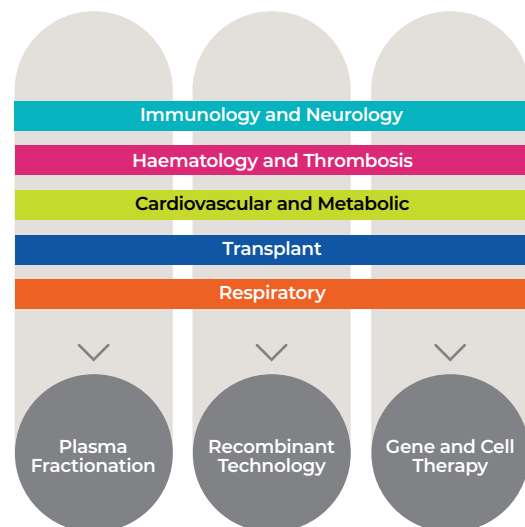 Immunology and Neurology
Haematology and Thrombosis
Cardiovascular and Metabolic
Transplant
Respiratory
Plasma
Fractionation
Recombinant
Technology
Gene and Cell
Therapy